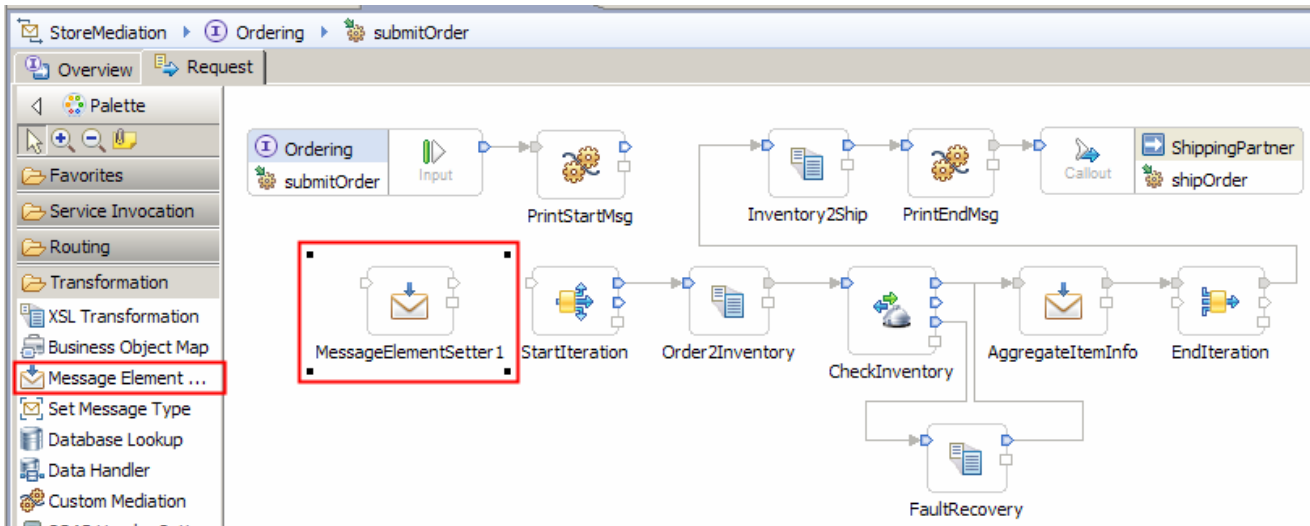 StoreMediation Ordering submitOrder
Overview Request
Palette
Favorites
Service Invocation
Routing
Transformation
XSL Transformation
Business Object Map
Message Element ...
Set Message Type
Database Lookup
Data Handler
Custom Mediation
Ordering
submitOrder
Input
PrintStartMsg
Inventory2Ship
PrintEndMsg
Callout
ShippingPartner
shipOrder
MessageElementSetter1
StartIteration
Order2Inventory
CheckInventory
AggregateItemInfo
EndIteration
FaultRecovery